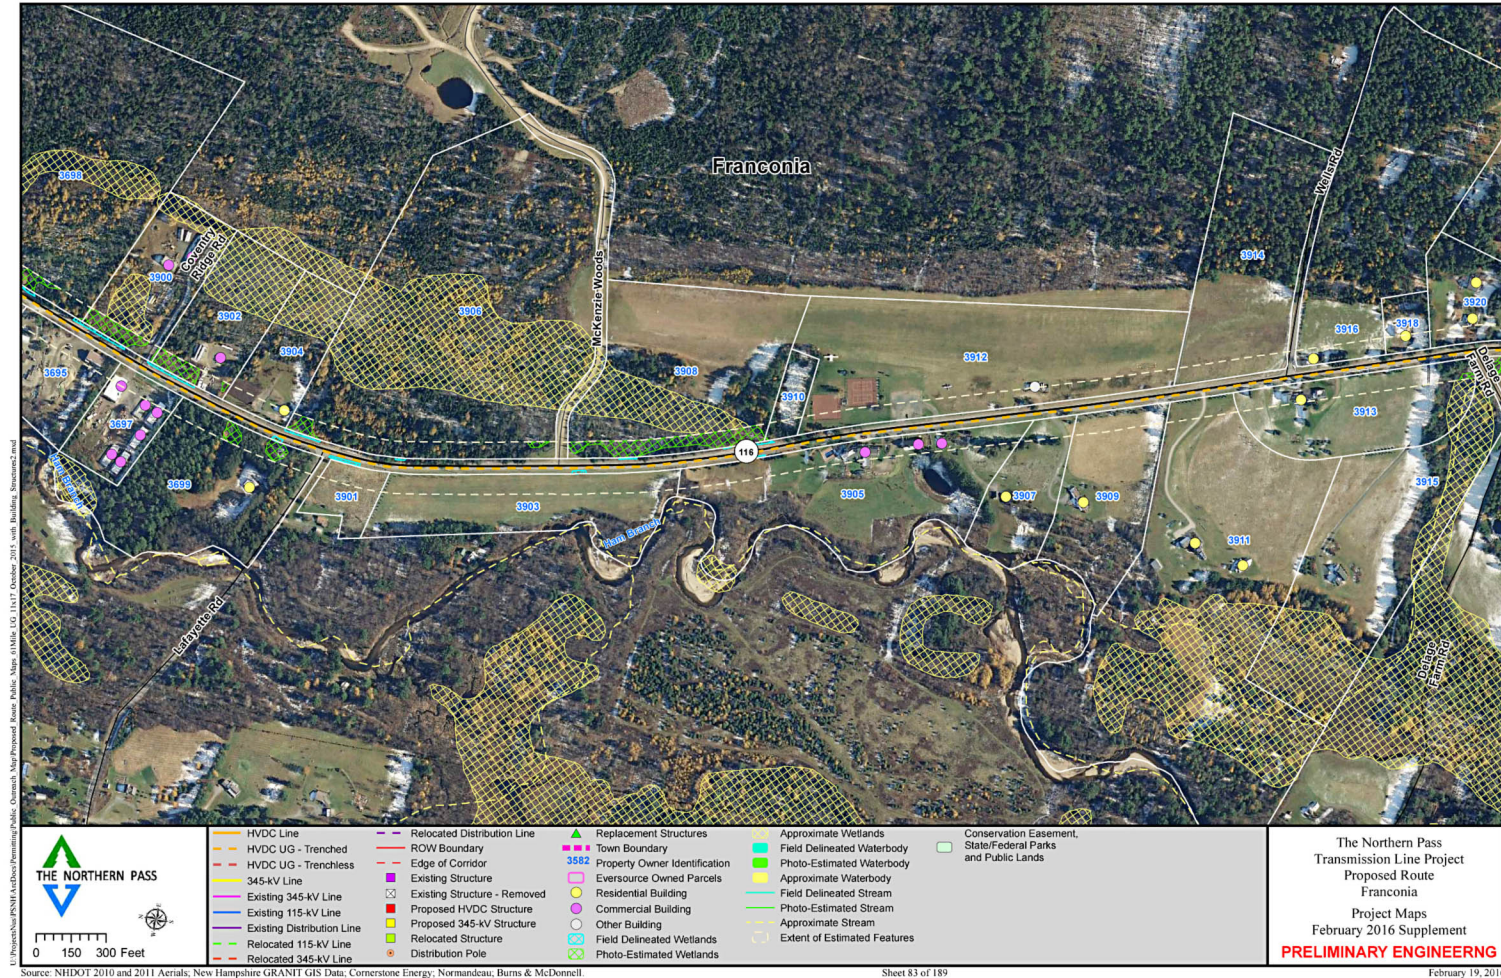 Franconia
Wells Rd
3698
Coventry
Ridge Rd
3900
3914
3920
3902
3906
McKenzie Woods
3916
3918
3904
3912
3695
3908
Delage
Farm Rd
3910
3913
3697
116
Ham Branch
3699
3901
3903
3905
3907
3909
3915
Ham Branch
3911
Lafayette Rd
Delage
Farm Rd
THE NORTHERN PASS
N
E
S
W
0 150 300 Feet
HVDC Line
HVDC UG - Trenched
HVDC UG - Trenchless
345-kV Line
Existing 345-kV Line
Existing 115-kV Line
Existing Distribution Line
Relocated 115-kV Line
Relocated 345-kV Line
Relocated Distribution Line
ROW Boundary
Edge of Corridor
Existing Structure
Existing Structure - Removed
Proposed HVDC Structure
Proposed 345-kV Structure
Relocated Structure
Distribution Pole
Replacement Structures
Town Boundary
3582 Property Owner Identification
Eversource Owned Parcels
Residential Building
Commercial Building
Other Building
Field Delineated Wetlands
Photo-Estimated Wetlands
Approximate Wetlands
Field Delineated Waterbody
Photo-Estimated Waterbody
Approximate Waterbody
Field Delineated Stream
Photo-Estimated Stream
Approximate Stream
Extent of Estimated Features
Conservation Easement,
State/Federal Parks
and Public Lands
The Northern Pass
Transmission Line Project
Proposed Route
Franconia
Project Maps
February 2016 Supplement
PRELIMINARY ENGINEERNG
Source: NHDOT 2010 and 2011 Aerials; New Hampshire GRANIT GIS Data; Cornerstone Energy; Normandeau; Burns & McDonnell.
Sheet 83 of 189
February 19, 201